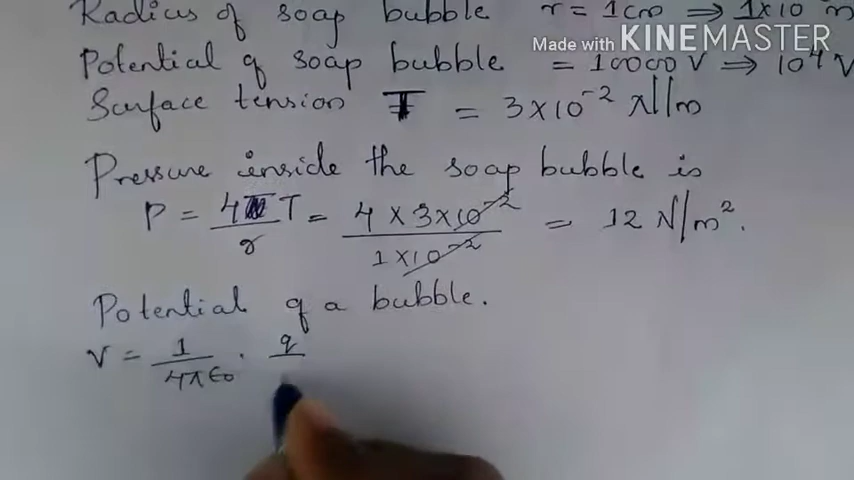 Radius of soap bubble r = 1cm ⇒ 1×10 m
Made with KINEMASTER
Potential of soap bubble = 10000V ⇒ 10⁴ V
Surface tension T = 3×10⁻² N/m
Pressure inside the soap bubble is
P = 4T/r = 4 × 3×10⁻² / 1×10⁻² = 12 N/m².
Potential of a bubble.
V = 1/4πε₀ · q